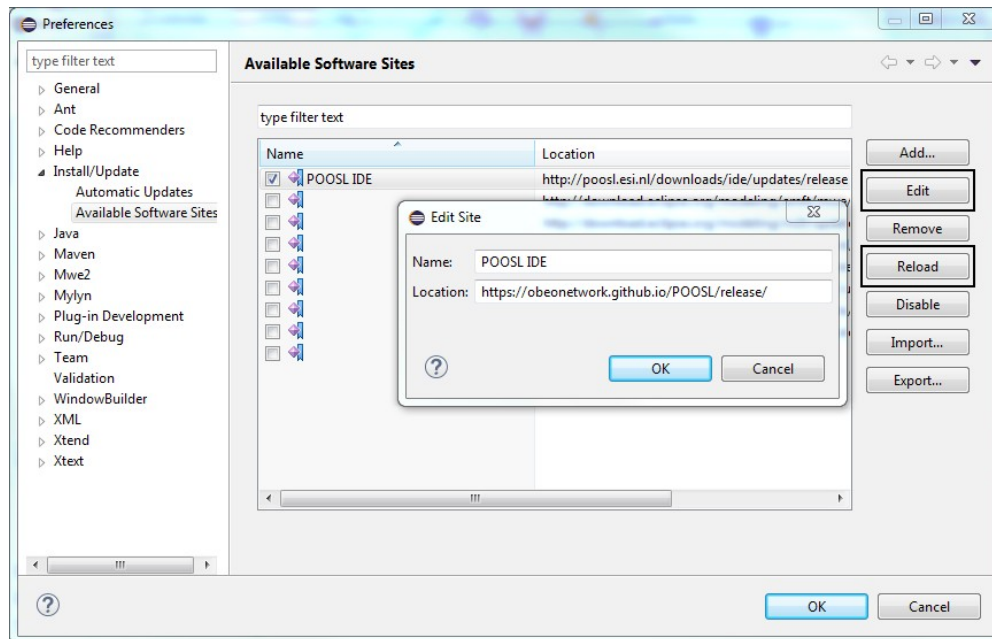 Preferences
type filter text
General
Ant
Code Recommenders
Help
Install/Update
Automatic Updates
Available Software Sites
Java
Maven
Mwe2
Mylyn
Plug-in Development
Run/Debug
Team
Validation
WindowBuilder
XML
Xtend
Xtext
Available Software Sites
type filter text
Name Location
POOSL IDE http://poosl.esi.nl/downloads/ide/updates/release
Edit Site
Name: POOSL IDE
Location: https://obeonetwork.github.io/POOSL/release/
OK Cancel
Add...
Edit
Remove
Reload
Disable
Import...
Export...
OK Cancel